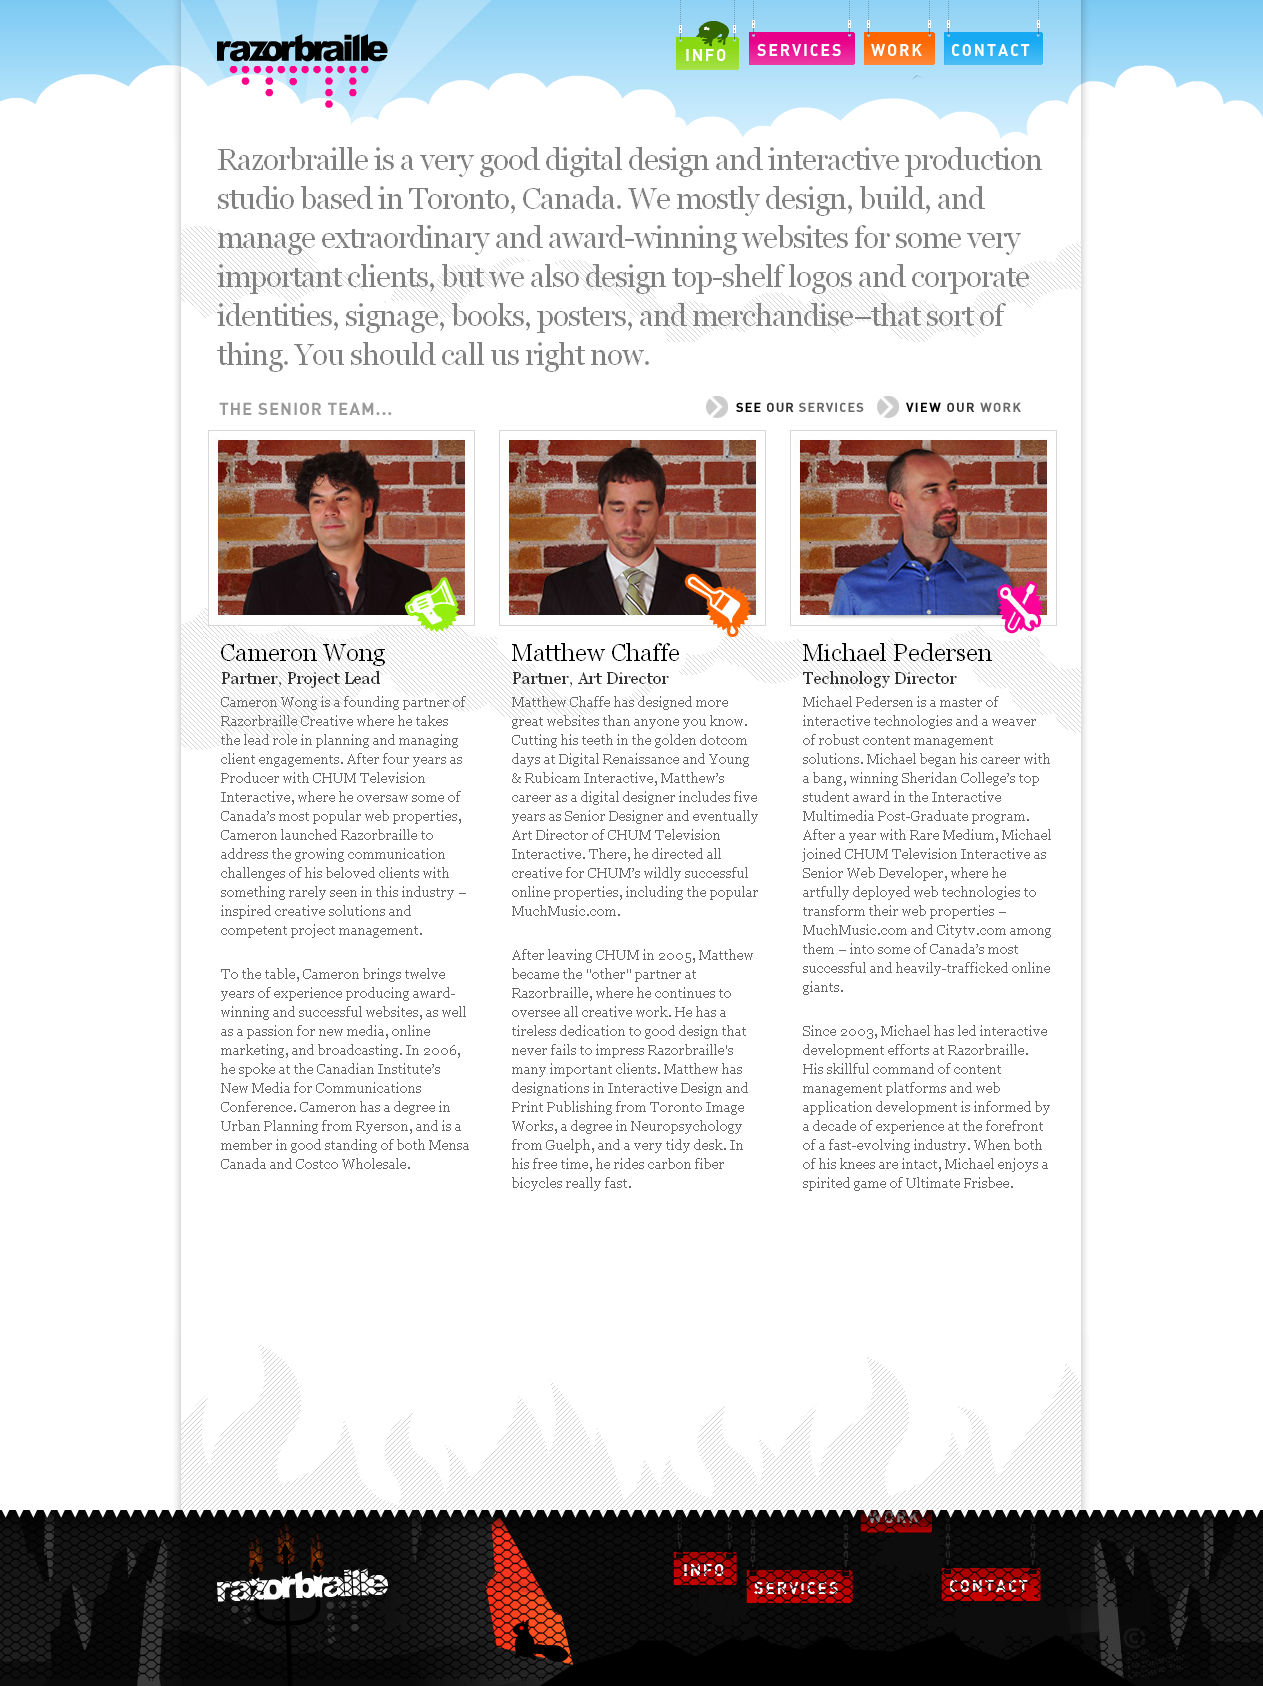 razorbraille
INFO
SERVICES
WORK
CONTACT
Razorbraille is a very good digital design and interactive production
studio based in Toronto, Canada. We mostly design, build, and
manage extraordinary and award-winning websites for some very
important clients, but we also design top-shelf logos and corporate
identities, signage, books, posters, and merchandise—that sort of
thing. You should call us right now.
THE SENIOR TEAM...
SEE OUR SERVICES
VIEW OUR WORK
Cameron Wong
Partner, Project Lead
Cameron Wong is a founding partner of
Razorbraille Creative where he takes
the lead role in planning and managing
client engagements. After four years as
Producer with CHUM Television
Interactive, where he oversaw some of
Canada's most popular web properties,
Cameron launched Razorbraille to
address the growing communication
challenges of his beloved clients with
something rarely seen in this industry –
inspired creative solutions and
competent project management.
To the table, Cameron brings twelve
years of experience producing award-
winning and successful websites, as well
as a passion for new media, online
marketing, and broadcasting. In 2006,
he spoke at the Canadian Institute's
New Media for Communications
Conference. Cameron has a degree in
Urban Planning from Ryerson, and is a
member in good standing of both Mensa
Canada and Costco Wholesale.
Matthew Chaffe
Partner, Art Director
Matthew Chaffe has designed more
great websites than anyone you know.
Cutting his teeth in the golden dotcom
days at Digital Renaissance and Young
& Rubicam Interactive, Matthew's
career as a digital designer includes five
years as Senior Designer and eventually
Art Director of CHUM Television
Interactive. There, he directed all
creative for CHUM's wildly successful
online properties, including the popular
MuchMusic.com.
After leaving CHUM in 2005, Matthew
became the "other" partner at
Razorbraille, where he continues to
oversee all creative work. He has a
tireless dedication to good design that
never fails to impress Razorbraille's
many important clients. Matthew has
designations in Interactive Design and
Print Publishing from Toronto Image
Works, a degree in Neuropsychology
from Guelph, and a very tidy desk. In
his free time, he rides carbon fiber
bicycles really fast.
Michael Pedersen
Technology Director
Michael Pedersen is a master of
interactive technologies and a weaver
of robust content management
solutions. Michael began his career with
a bang, winning Sheridan College's top
student award in the Interactive
Multimedia Post-Graduate program.
After a year with Rare Medium, Michael
joined CHUM Television Interactive as
Senior Web Developer, where he
artfully deployed web technologies to
transform their web properties –
MuchMusic.com and Citytv.com among
them – into some of Canada's most
successful and heavily-trafficked online
giants.
Since 2003, Michael has led interactive
development efforts at Razorbraille.
His skillful command of content
management platforms and web
application development is informed by
a decade of experience at the forefront
of a fast-evolving industry. When both
of his knees are intact, Michael enjoys a
spirited game of Ultimate Frisbee.
razorbraille
INFO
SERVICES
WORK
CONTACT
©